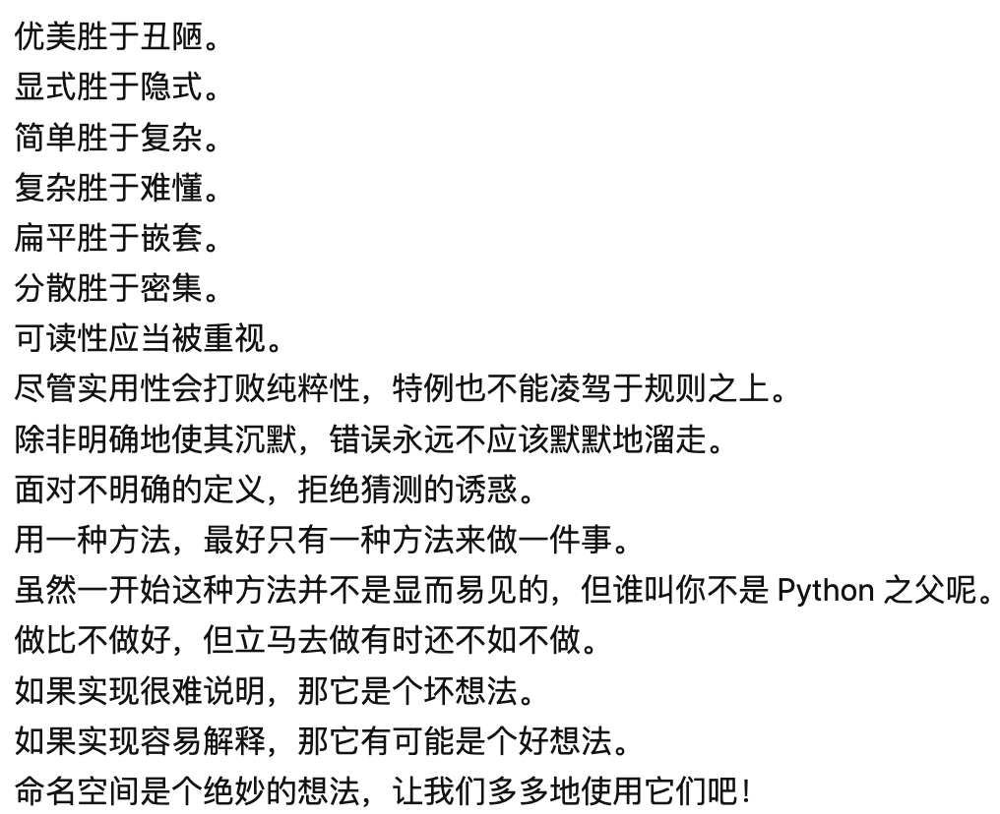 优美胜于丑陋。
显式胜于隐式。
简单胜于复杂。
复杂胜于难懂。
扁平胜于嵌套。
分散胜于密集。
可读性应当被重视。
尽管实用性会打败纯粹性，特例也不能凌驾于规则之上。
除非明确地使其沉默，错误永远不应该默默地溜走。
面对不明确的定义，拒绝猜测的诱惑。
用一种方法，最好只有一种方法来做一件事。
虽然一开始这种方法并不是显而易见的，但谁叫你不是 Python 之父呢。
做比不做好，但立马去做有时还不如不做。
如果实现很难说明，那它是个坏想法。
如果实现容易解释，那它有可能是个好想法。
命名空间是个绝妙的想法，让我们多多地使用它们吧！